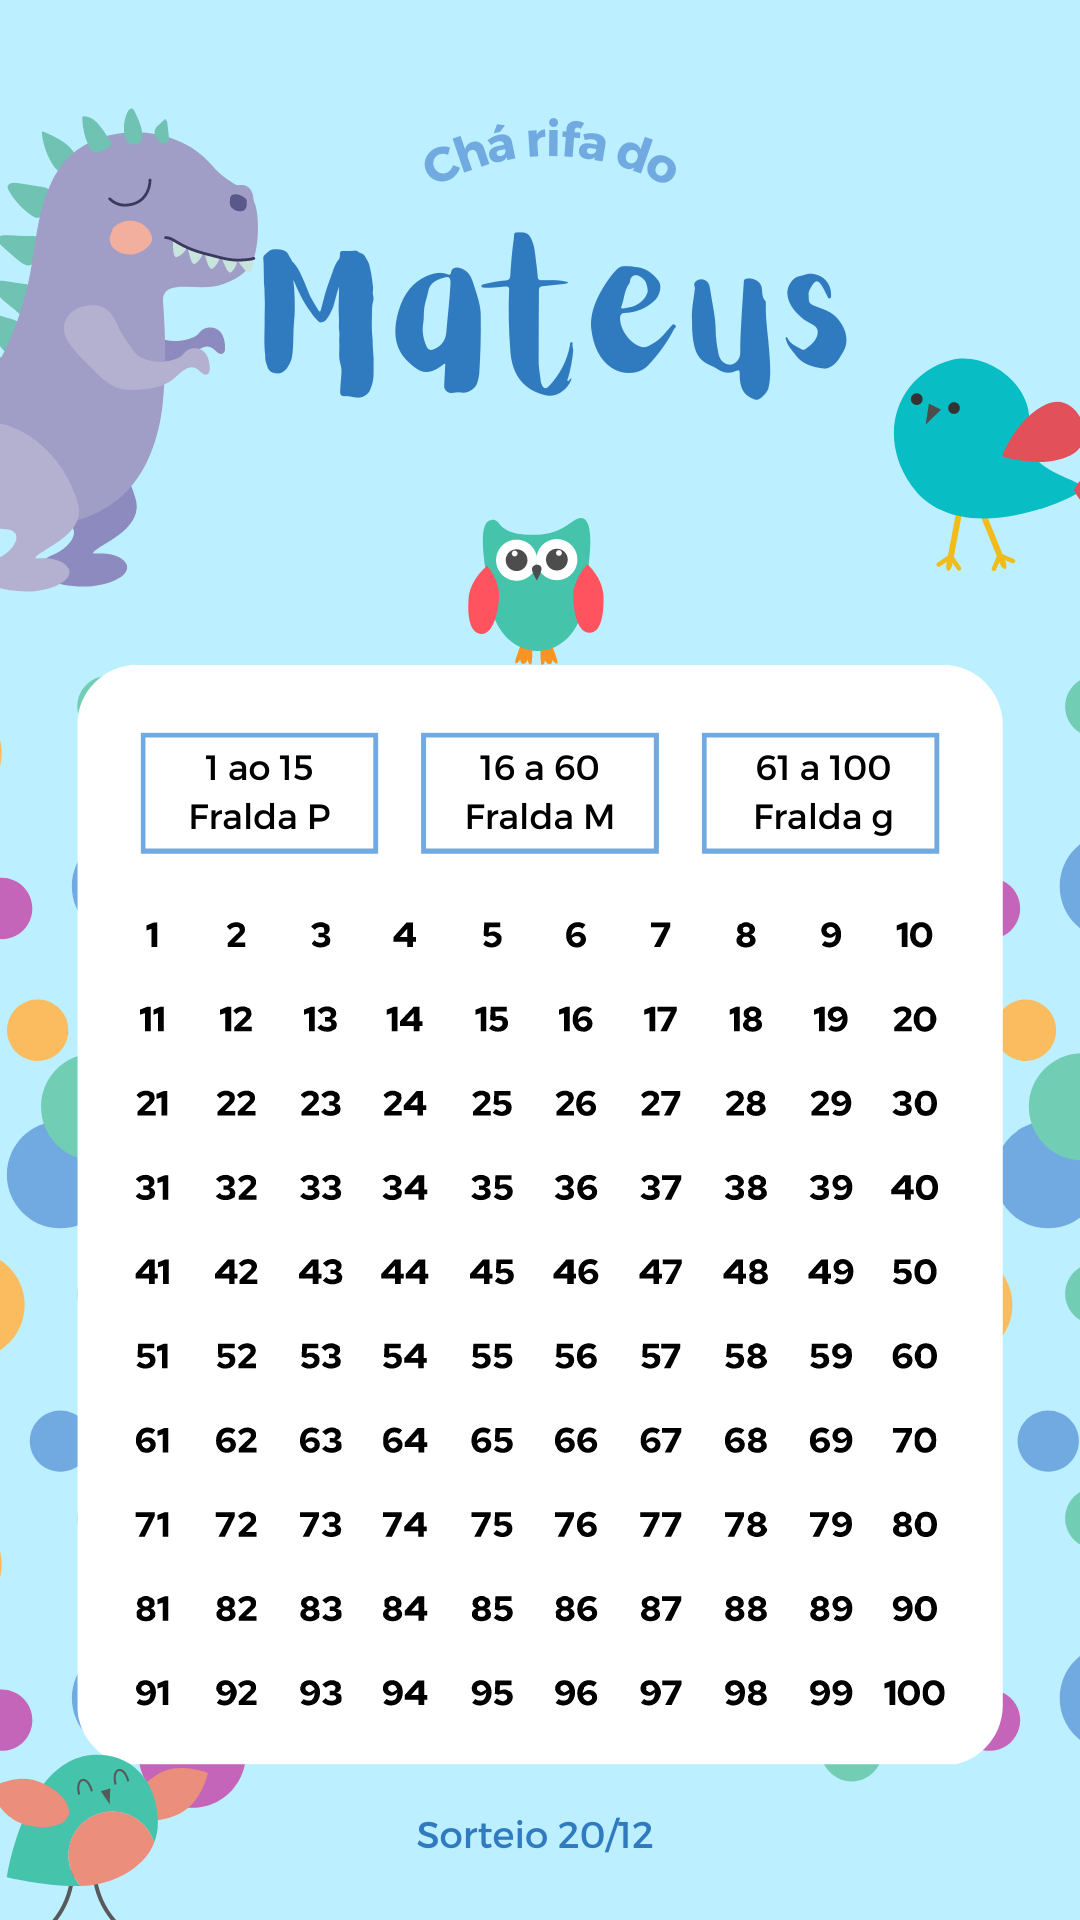 Chá rifa do
Mateus
1 ao 15
Fralda P
16 a 60
Fralda M
61 a 100
Fralda g
1 2 3 4 5 6 7 8 9 10
11 12 13 14 15 16 17 18 19 20
21 22 23 24 25 26 27 28 29 30
31 32 33 34 35 36 37 38 39 40
41 42 43 44 45 46 47 48 49 50
51 52 53 54 55 56 57 58 59 60
61 62 63 64 65 66 67 68 69 70
71 72 73 74 75 76 77 78 79 80
81 82 83 84 85 86 87 88 89 90
91 92 93 94 95 96 97 98 99 100
Sorteio 20/12